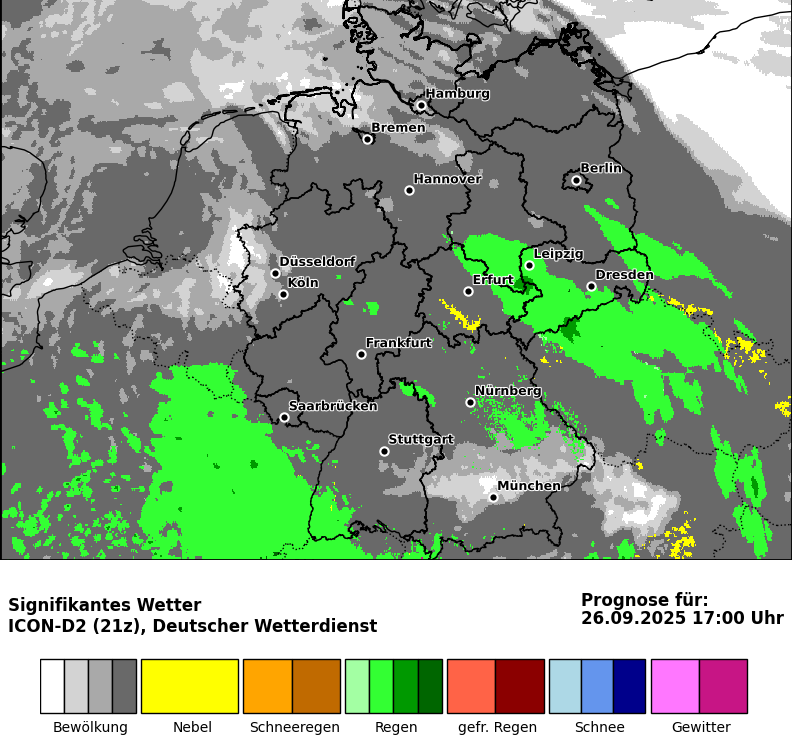 Hamburg
Bremen
Berlin
Hannover
Leipzig
Düsseldorf
Dresden
Köln
Erfurt
Frankfurt
Nürnberg
Saarbrücken
Stuttgart
München
Signifikantes Wetter
ICON-D2 (21z), Deutscher Wetterdienst
Prognose für:
26.09.2025 17:00 Uhr
Bewölkung Nebel Schneeregen Regen gefr. Regen Schnee Gewitter